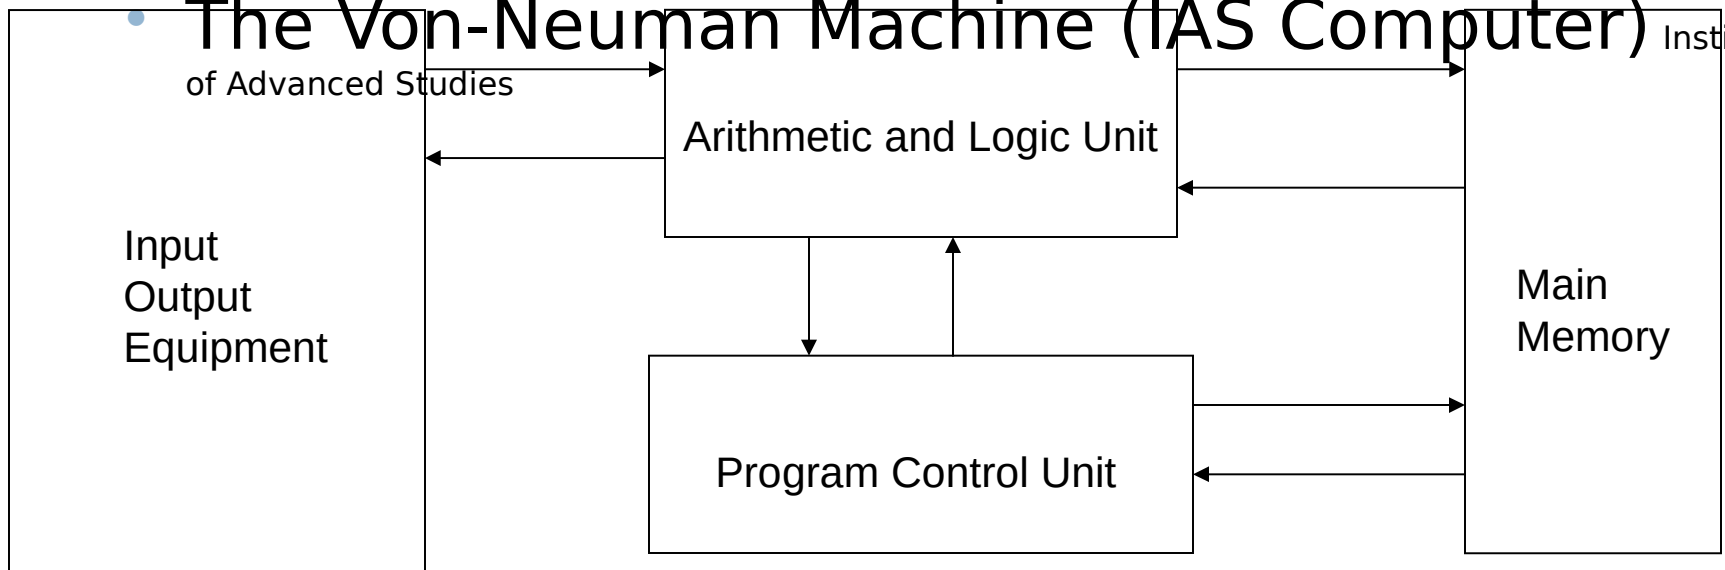 • The Von-Neuman Machine (IAS Computer)
of Advanced Studies
Arithmetic and Logic Unit
Input
Output
Equipment
Main
Memory
Program Control Unit